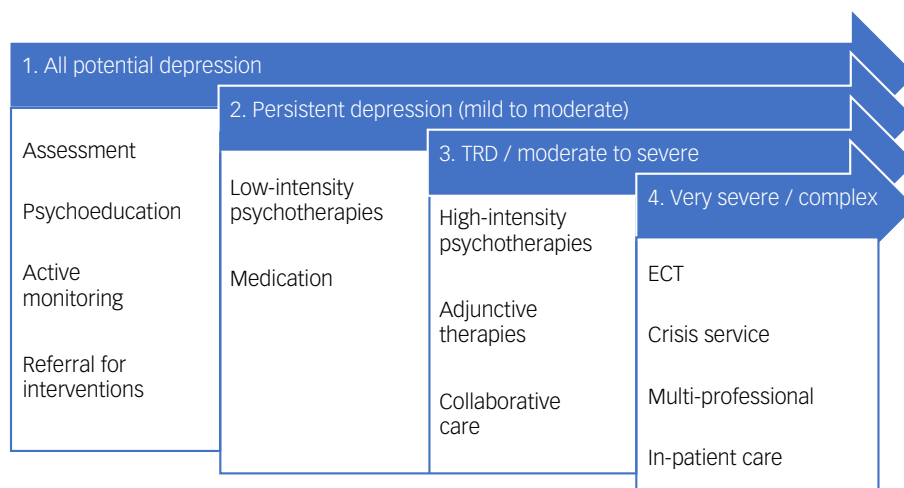 1. All potential depression
Assessment
Psychoeducation
Active
monitoring
Referral for
interventions
2. Persistent depression (mild to moderate)
Low-intensity
psychotherapies
Medication
3. TRD / moderate to severe
High-intensity
psychotherapies
Adjunctive
therapies
Collaborative
care
4. Very severe / complex
ECT
Crisis service
Multi-professional
In-patient care